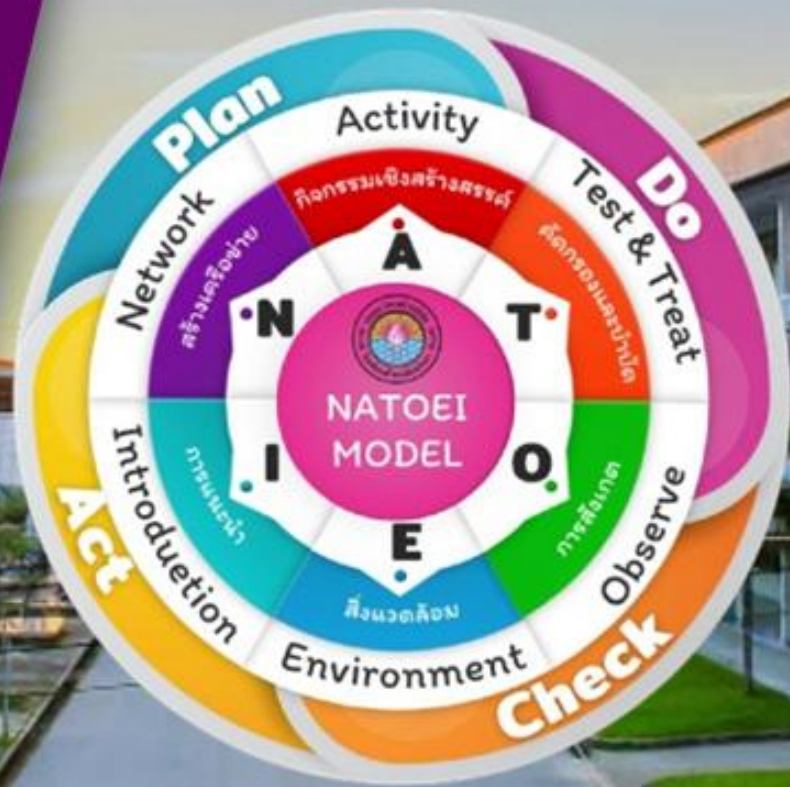 Plan
Do
Check
Act
Network
Activity
Test & Treat
Observe
Environment
Introduetion
สร้างเครือข่าย
กิจกรรมเชิงสร้างสรรค์
คัดกรองและบำบัด
การสังเกต
สิ่งแวดล้อม
การแนะนำ
N
A
T
O
E
I
NATOEI
MODEL